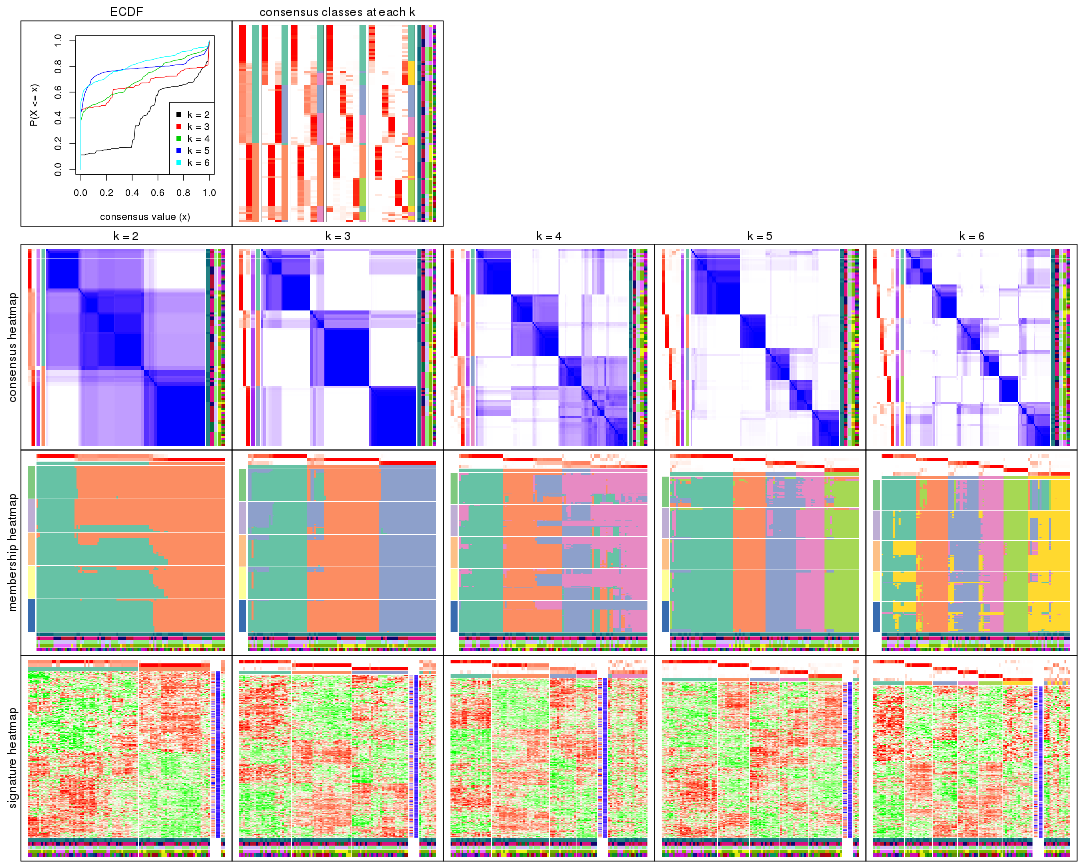 ECDF
consensus classes at each k
P(X <= x)
0.0 0.2 0.4 0.6 0.8 1.0
k = 2
k = 3
k = 4
k = 5
k = 6
0.0 0.2 0.4 0.6 0.8 1.0
consensus value (x)
k = 2 k = 3 k = 4 k = 5 k = 6
consensus heatmap
membership heatmap
signature heatmap